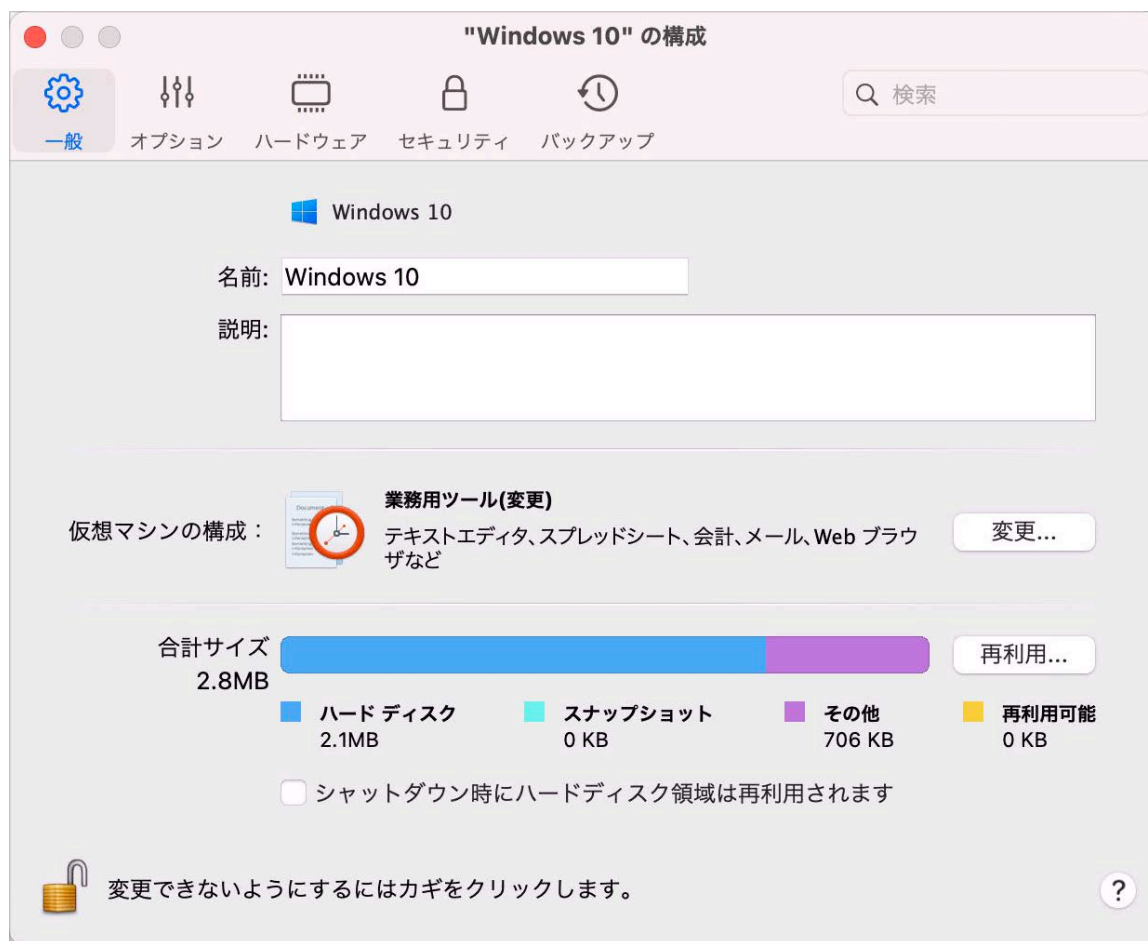 "Windows 10" の構成
一般
オプション
ハードウェア
セキュリティ
バックアップ
検索
Windows 10
名前:
Windows 10
説明:
仮想マシンの構成：
業務用ツール(変更)
テキストエディタ、スプレッドシート、会計、メール、Web ブラウ
ザなど
変更...
合計サイズ
2.8MB
再利用...
ハード ディスク
2.1MB
スナップショット
0 KB
その他
706 KB
再利用可能
0 KB
シャットダウン時にハードディスク領域は再利用されます
変更できないようにするにはカギをクリックします。
?